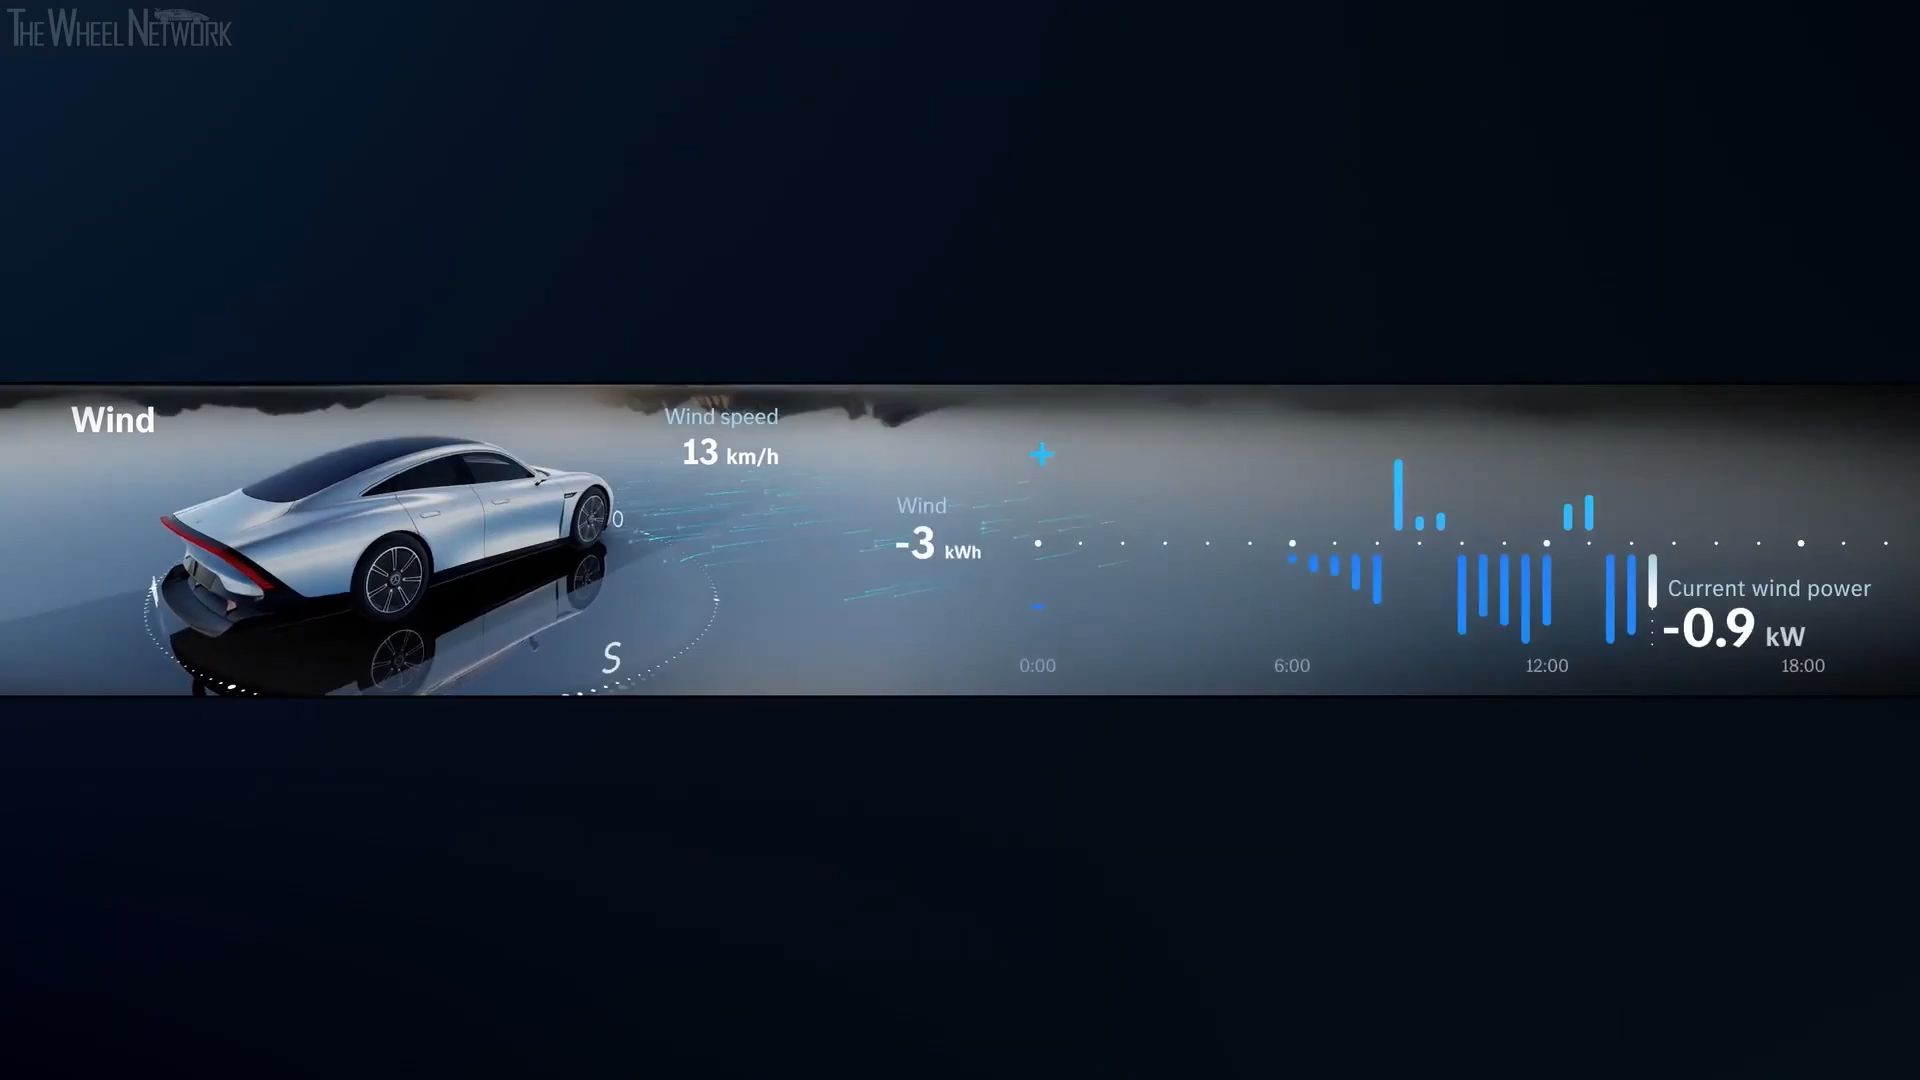 THE WHEEL NETWORK
Wind
Wind speed
13 km/h
Wind
-3 kWh
+
-
O
S
Current wind power
-0.9 kW
0:00
6:00
12:00
18:00